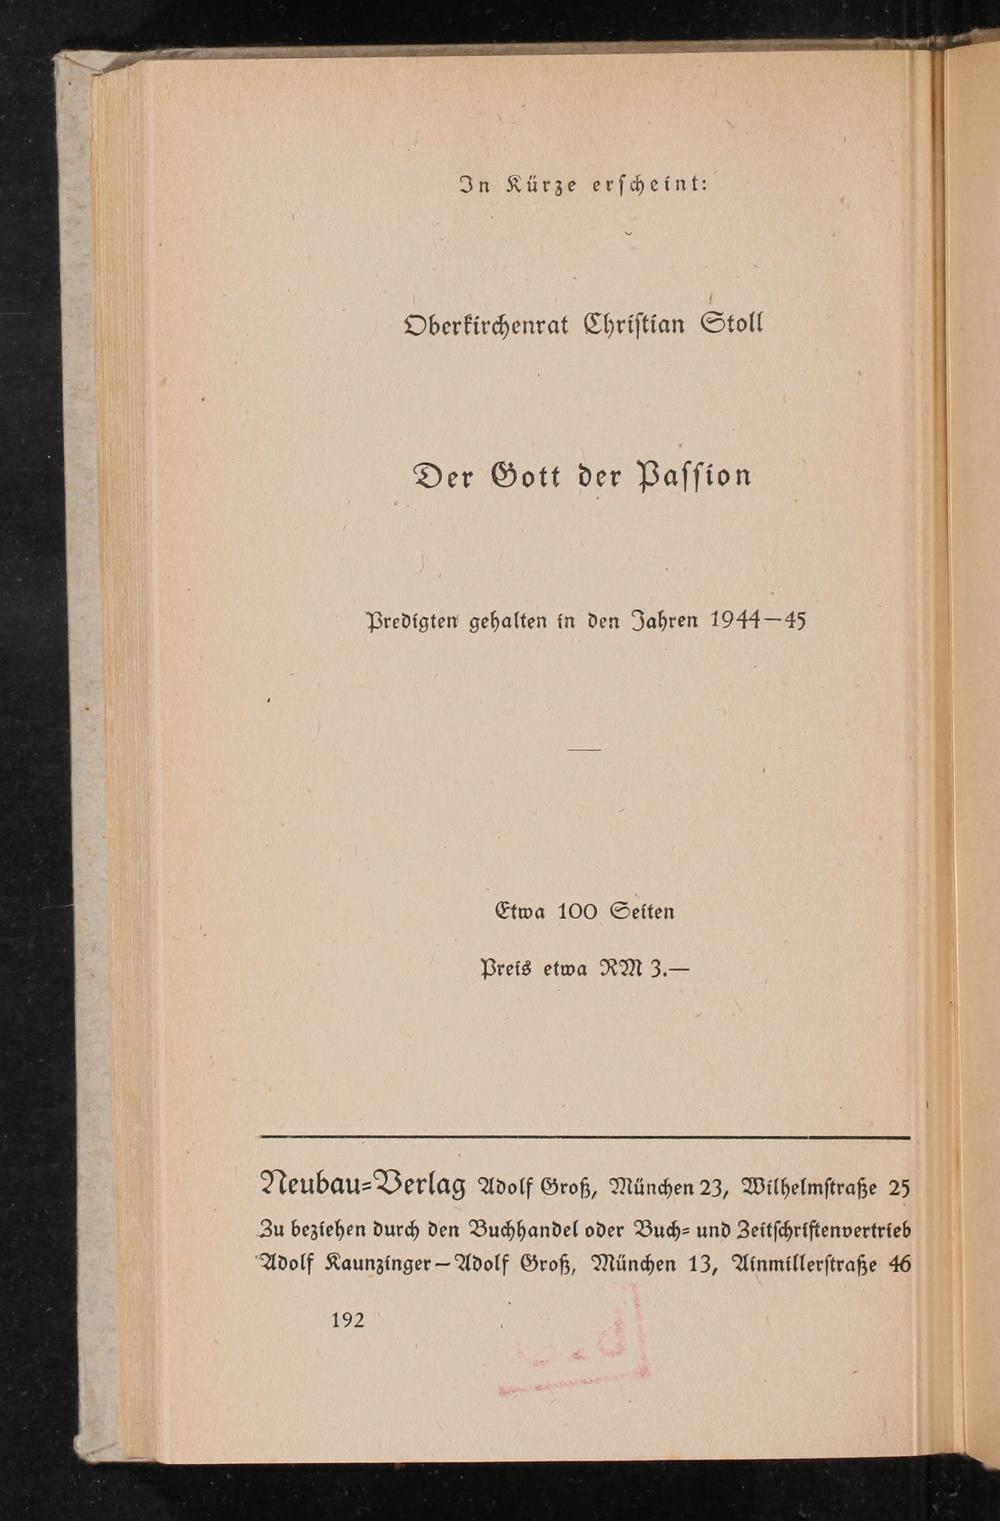 In Kürze erscheint:
Oberkirchenrat Christian Stoll
Der Gott der Passion
Predigten gehalten in den Jahren 1944—45
Etwa 100 Seiten
Preis etwa RM 3.—
Neubau-Verlag Adolf Groß, München 23, Wilhelmstraße 25
Zu beziehen durch den Buchhandel oder Buch- und Zeitschriftenvertrieb
Adolf Kaunzinger—Adolf Groß, München 13, Ainmillerstraße 46
192